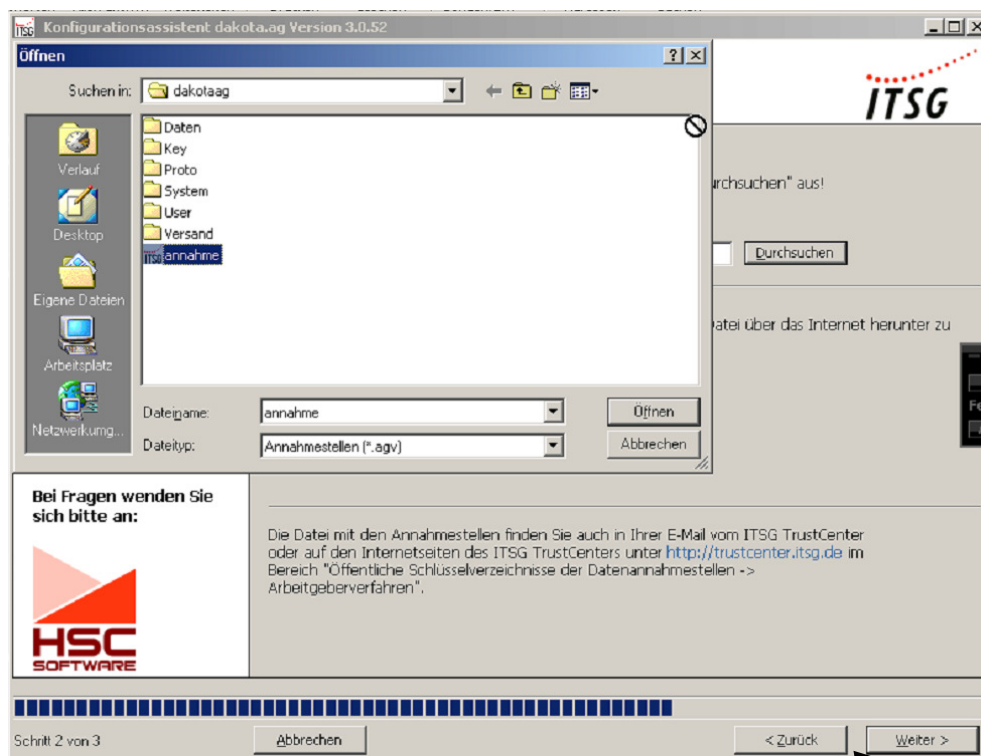 Konfigurationsassistent dakota.ag Version 3.0.52
Öffnen
Suchen in:
dakotaag
ITSG
Verlauf
Desktop
Eigene Dateien
Arbeitsplatz
Netzwerkumg...
Daten
Key
Proto
System
User
Versand
annahme
urchsuchen" aus!
Durchsuchen
atei über das Internet herunter zu
Dateiname:
annahme
Öffnen
Dateityp:
Annahmestellen (*.agv)
Abbrechen
Bei Fragen wenden Sie
sich bitte an:
HSC
SOFTWARE
Die Datei mit den Annahmestellen finden Sie auch in Ihrer E-Mail vom ITSG TrustCenter
oder auf den Internetseiten des ITSG TrustCenters unter http://trustcenter.itsg.de im
Bereich "Öffentliche Schlüsselverzeichnisse der Datenannahmestellen ->
Arbeitgeberverfahren".
Schritt 2 von 3
Abbrechen
< Zurück
Weiter >